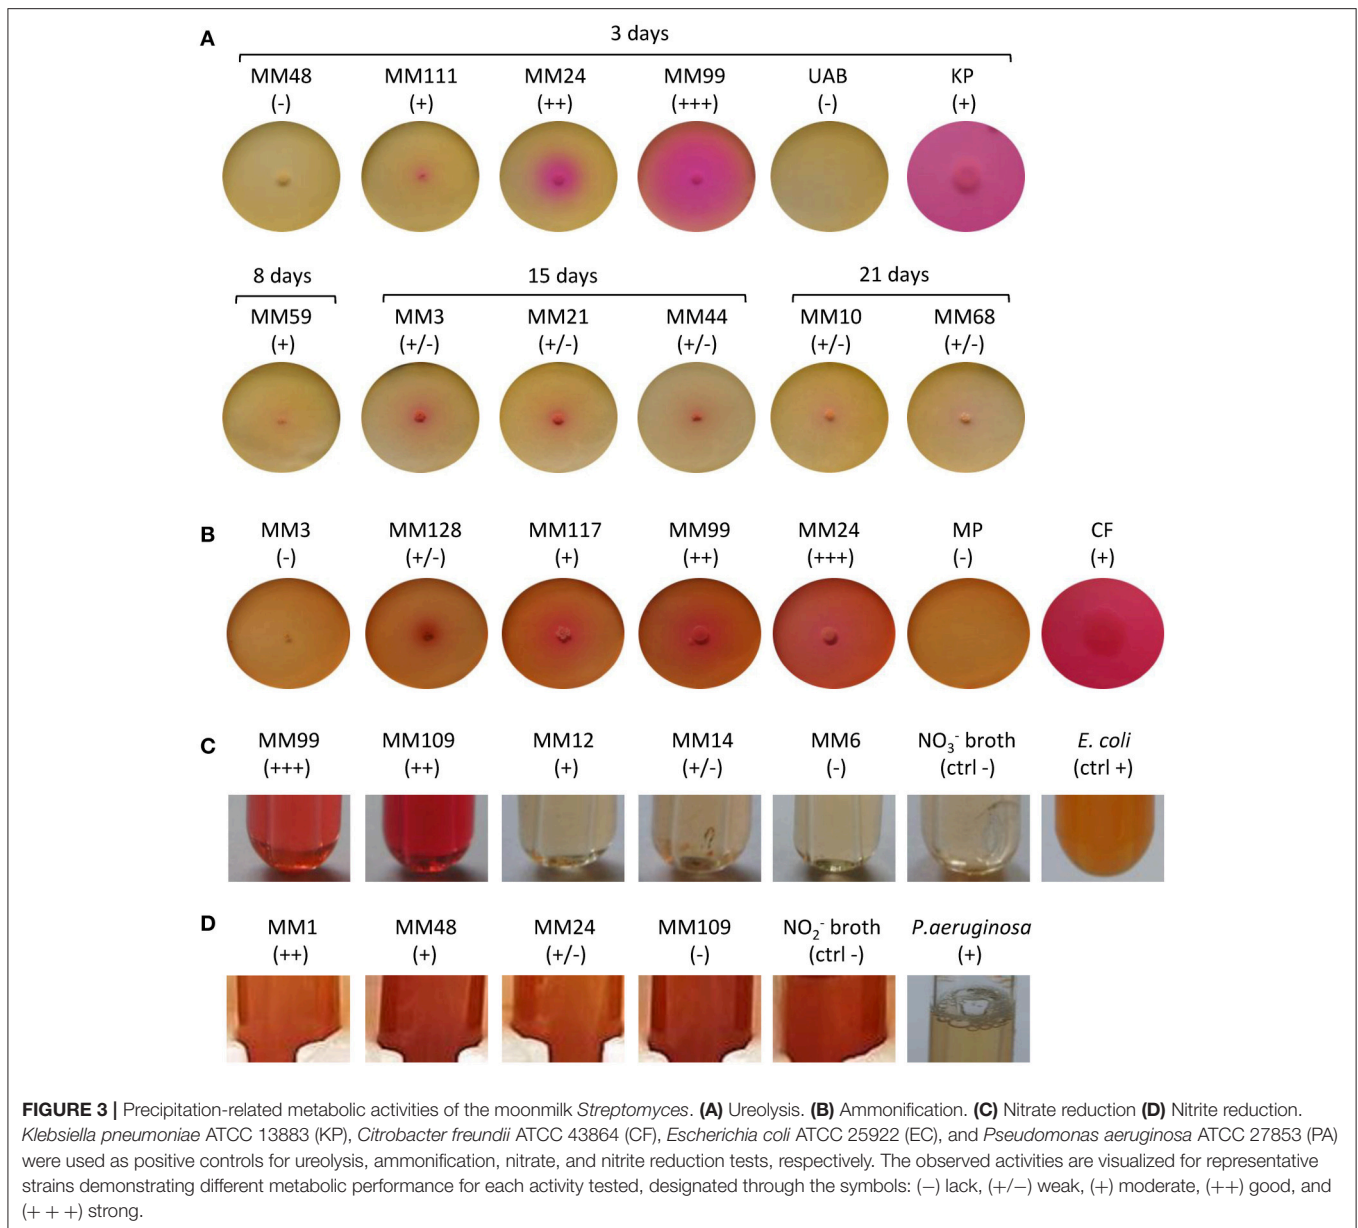 A 3 days
MM48 MM111 MM24 MM99 UAB KP
(-) (+) (++) (+++) (-) (+)
8 days 15 days 21 days
MM59 MM3 MM21 MM44 MM10 MM68
(+) (+/-) (+/-) (+/-) (+/-) (+/-)
B MM3 MM128 MM117 MM99 MM24 MP CF
(-) (+/-) (+) (++) (+++) (-) (+)
C MM99 MM109 MM12 MM14 MM6 NO₃⁻ broth E. coli
(+++) (++) (+) (+/-) (-) (ctrl -) (ctrl +)
D MM1 MM48 MM24 MM109 NO₂⁻ broth P.aeruginosa
(++) (+) (+/-) (-) (ctrl -) (+)
FIGURE 3 | Precipitation-related metabolic activities of the moonmilk Streptomyces. (A) Ureolysis. (B) Ammonification. (C) Nitrate reduction (D) Nitrite reduction.
Klebsiella pneumoniae ATCC 13883 (KP), Citrobacter freundii ATCC 43864 (CF), Escherichia coli ATCC 25922 (EC), and Pseudomonas aeruginosa ATCC 27853 (PA)
were used as positive controls for ureolysis, ammonification, nitrate, and nitrite reduction tests, respectively. The observed activities are visualized for representative
strains demonstrating different metabolic performance for each activity tested, designated through the symbols: (−) lack, (+/−) weak, (+) moderate, (++) good, and
(+ + +) strong.